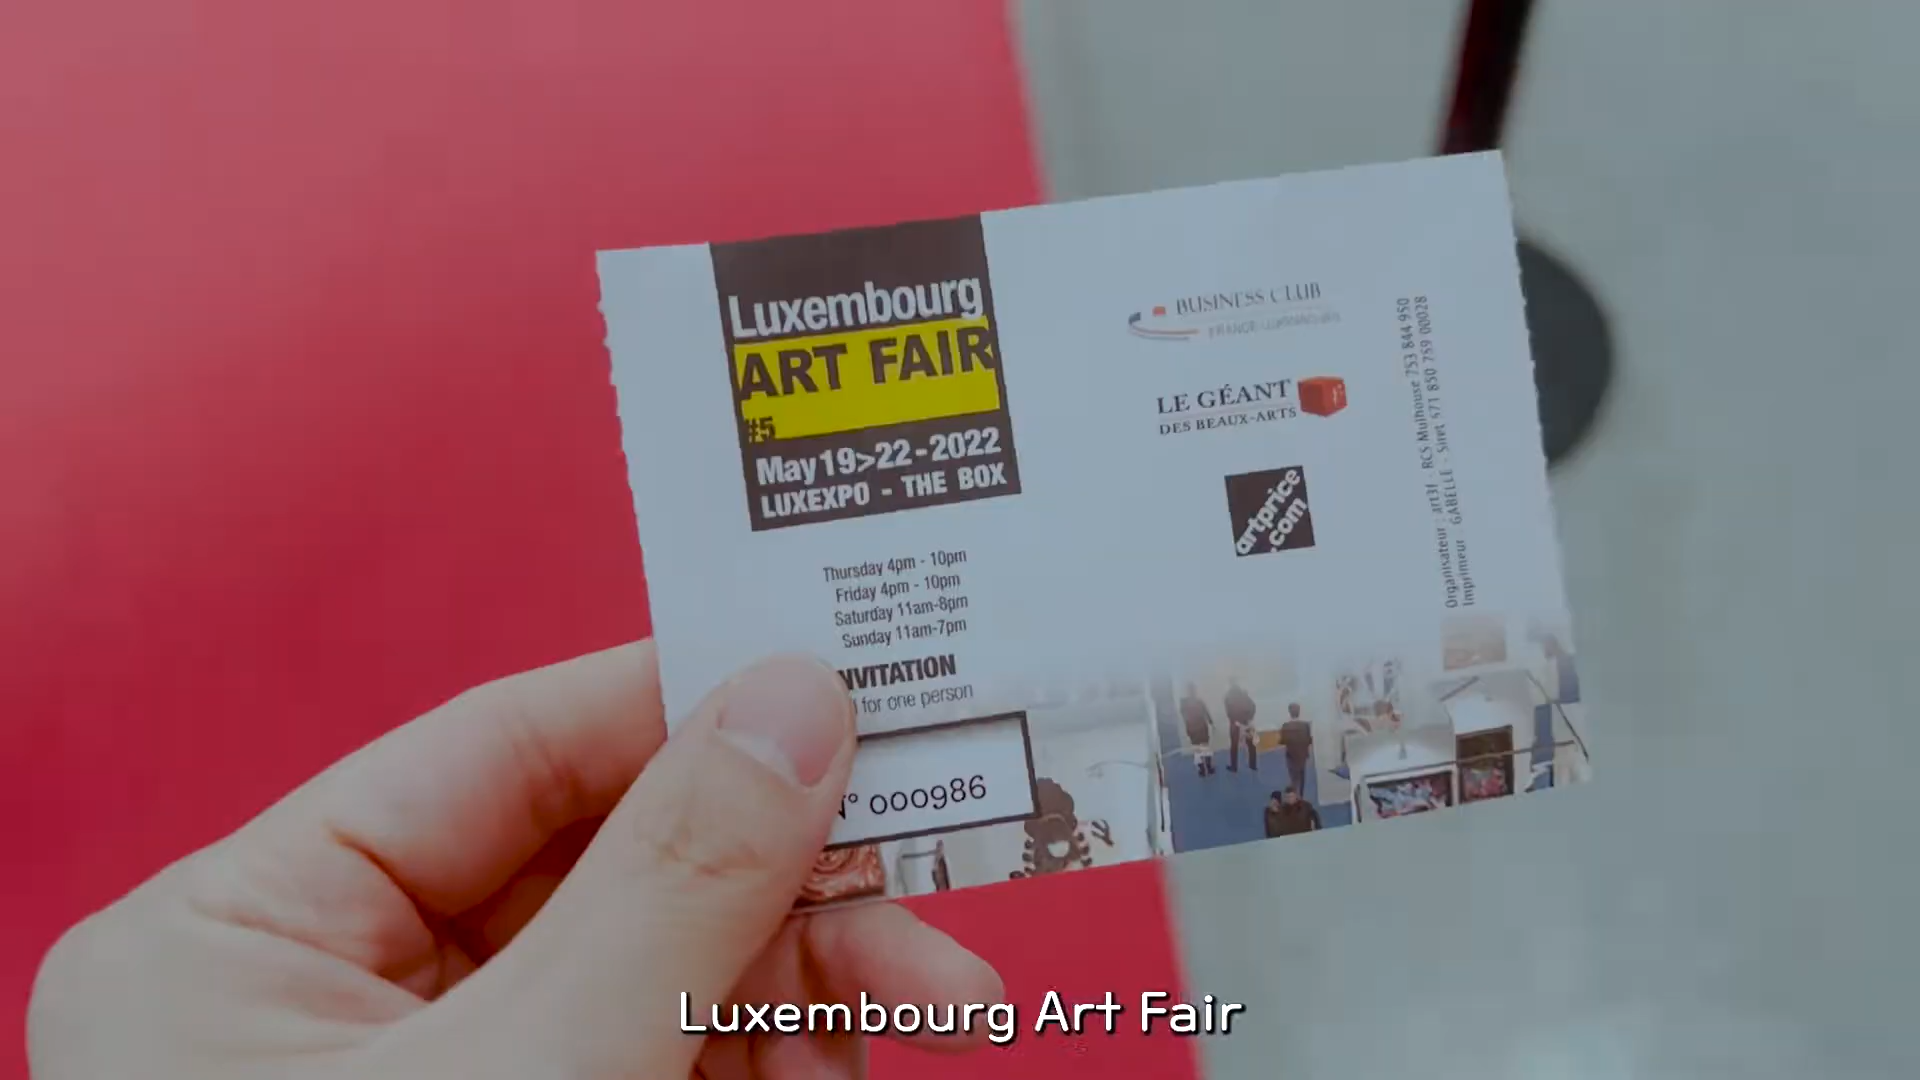 Luxembourg
ART FAIR
#5
May 19>22-2022
LUXEXPO - THE BOX
Thursday 4pm - 10pm
Friday 4pm - 10pm
Saturday 11am-8pm
Sunday 11am-7pm
NVITATION
for one person
N° 000986
BUSINESS CLUB
FRANCE-LUXEMBOURG
LE GÉANT
DES BEAUX-ARTS
artprice
.com
Organisateur : art3f - RCS Mulhouse 753 844 950
Imprimeur : GABELLE - Siret 571 850 759 00028
Luxembourg Art Fair